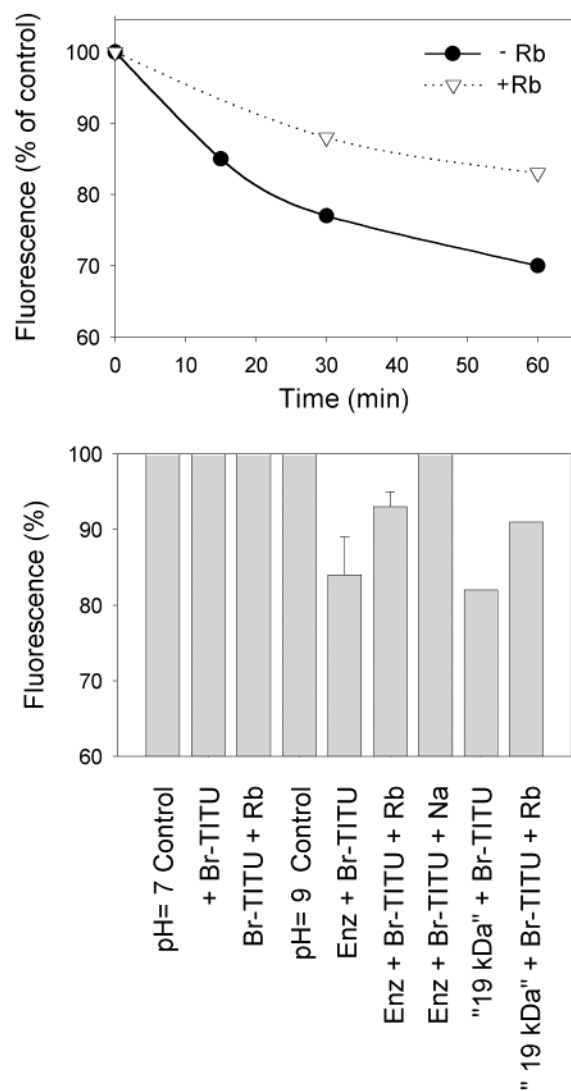 Fluorescence (% of control)
100
90
80
70
60
- Rb
+Rb
0 10 20 30 40 50 60
Time (min)
Fluorescence (%)
100
90
80
70
60
pH= 7 Control
+ Br-TITU
Br-TITU + Rb
pH= 9 Control
Enz + Br-TITU
Enz + Br-TITU + Rb
Enz + Br-TITU + Na
"19 kDa" + Br-TITU
" 19 kDa" + Br-TITU + Rb